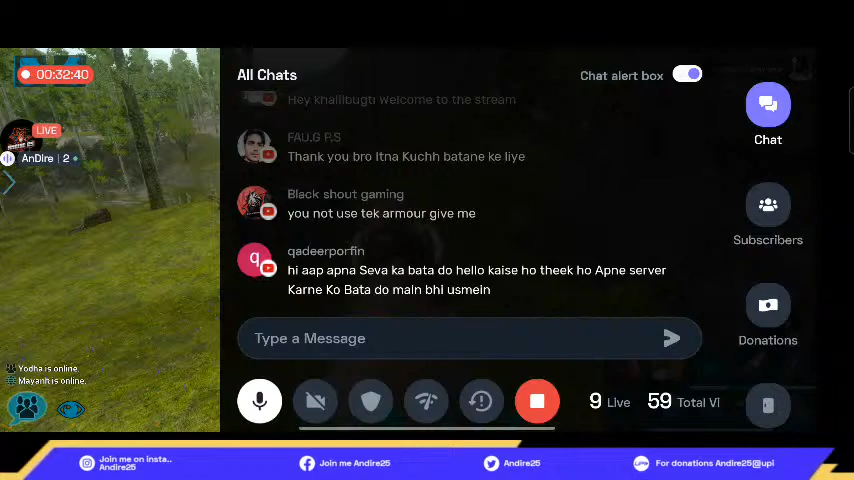 00:32:40
LIVE
AnDire | 2
Yodha is online.
Mayank is online.
All Chats
Chat alert box
Hey khalilbugti Welcome to the stream
FAU.G P.S
Thank you bro Itna Kuchh batane ke liye
Black shout gaming
you not use tek armour give me
q
qadeerporfin
hi aap apna Seva ka bata do hello kaise ho theek ho Apne server
Karne Ko Bata do main bhi usmein
Type a Message
9 Live 59 Total Vi
Chat
Subscribers
Donations
Join me on insta..
Andire25
Join me Andire25
Andire25
For donations Andire25@upi